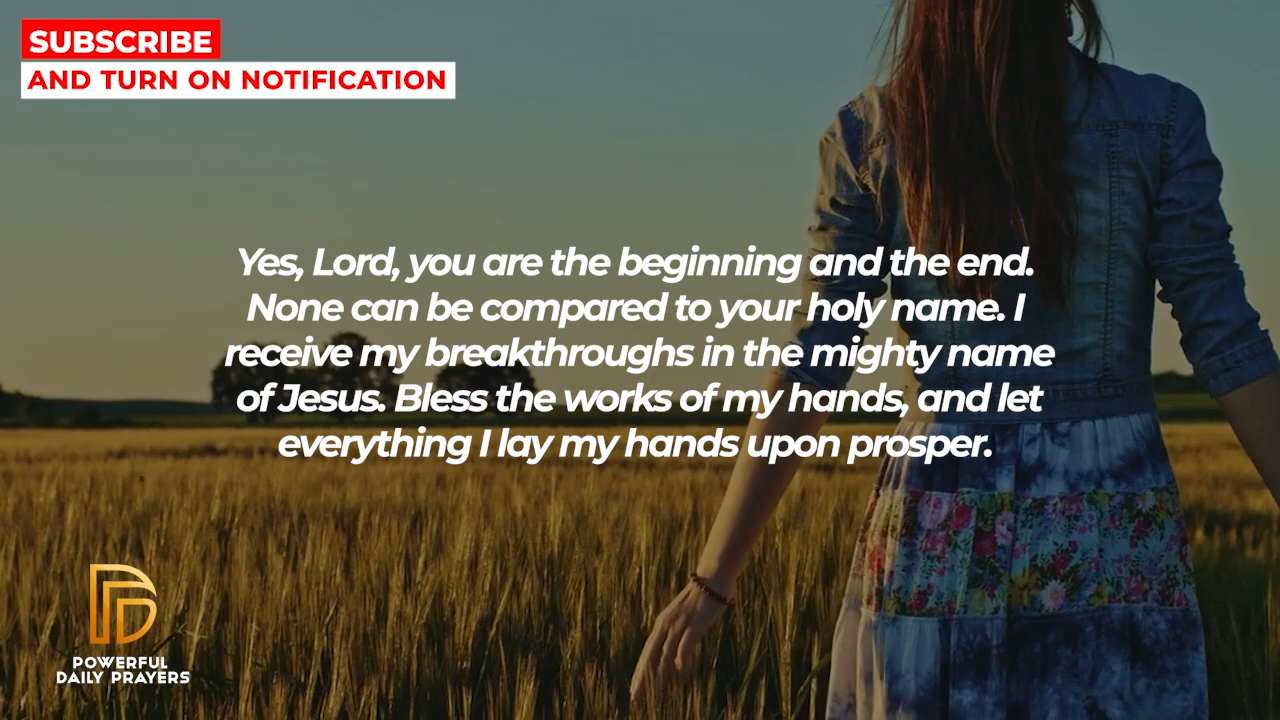 SUBSCRIBE
AND TURN ON NOTIFICATION
Yes, Lord, you are the beginning and the end.
None can be compared to your holy name. I
receive my breakthroughs in the mighty name
of Jesus. Bless the works of my hands, and let
everything I lay my hands upon prosper.
POWERFUL
DAILY PRAYERS